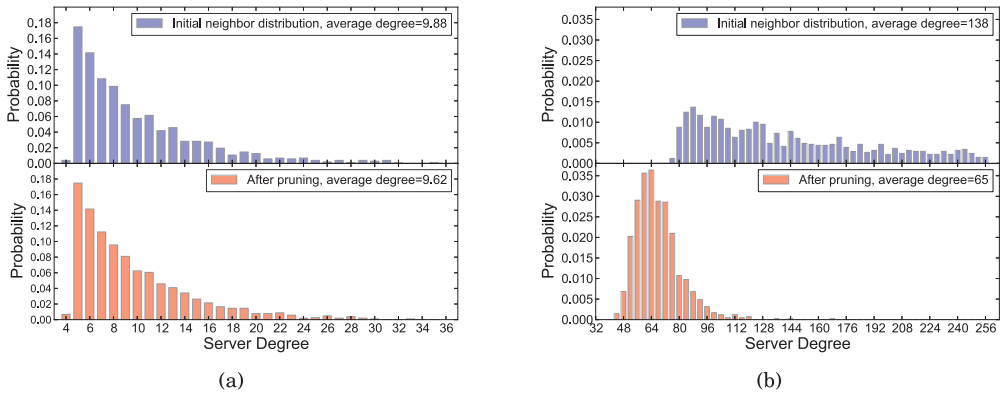 Initial neighbor distribution, average degree=9.88
Probability
0.18
0.16
0.14
0.12
0.10
0.08
0.06
0.04
0.02
0.00
After pruning, average degree=9.62
Probability
0.18
0.16
0.14
0.12
0.10
0.08
0.06
0.04
0.02
0.00
4 6 8 10 12 14 16 18 20 22 24 26 28 30 32 34 36
Server Degree
(a)
Initial neighbor distribution, average degree=138
Probability
0.035
0.030
0.025
0.020
0.015
0.010
0.005
0.000
After pruning, average degree=65
Probability
0.035
0.030
0.025
0.020
0.015
0.010
0.005
0.000
32 48 64 80 96 112 128 144 160 176 192 208 224 240 256
Server Degree
(b)